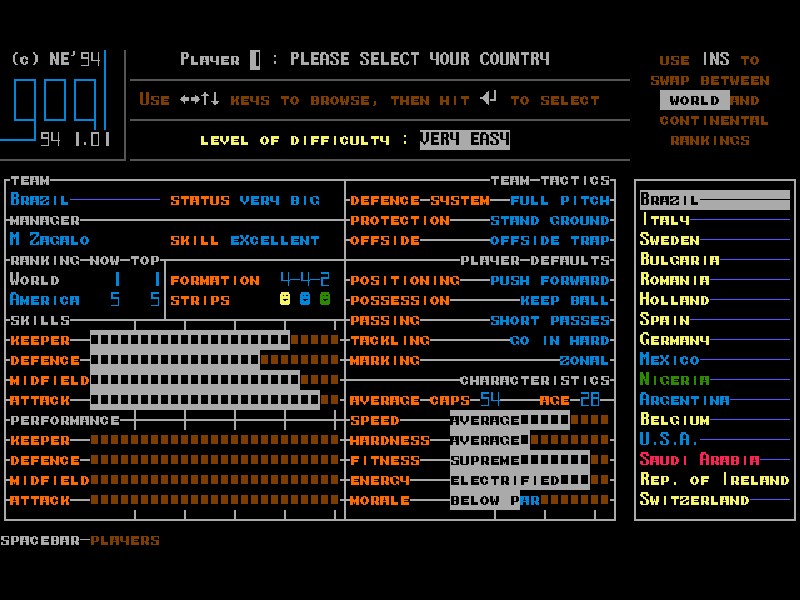 (c) NE'94
Player : PLEASE SELECT YOUR COUNTRY
USE INS TO
SWAP BETWEEN
USE ↔↑↓ KEYS TO BROWSE, THEN HIT ↵ TO SELECT
WORLD AND
CONTINENTAL
94 1.01
LEVEL OF DIFFICULTY : VERY EASY
RANKINGS
TEAM
TEAM-TACTICS
BRAZIL
STATUS VERY BIG
DEFENCE-SYSTEM FULL PITCH
BRAZIL
MANAGER
PROTECTION STAND GROUND
ITALY
M ZAGALO
SKILL EXCELLENT
OFFSIDE OFFSIDE TRAP
SWEDEN
RANKING-NOW-TOP
PLAYER-DEFAULTS
BULGARIA
WORLD 1 1
FORMATION 4-4-2
POSITIONING PUSH FORWARD
ROMANIA
AMERICA 5 5
STRIPS
POSSESSION KEEP BALL
HOLLAND
SKILLS
PASSING SHORT PASSES
SPAIN
KEEPER
TACKLING GO IN HARD
GERMANY
DEFENCE
MARKING ZONAL
MEXICO
MIDFIELD
CHARACTERISTICS
NIGERIA
ATTACK
AVERAGE-CAPS-54 AGE-28
ARGENTINA
PERFORMANCE
SPEED AVERAGE
BELGIUM
KEEPER
HARDNESS AVERAGE
U.S.A.
DEFENCE
FITNESS SUPREME
SAUDI ARABIA
MIDFIELD
ENERGY ELECTRIFIED
REP. OF IRELAND
ATTACK
MORALE BELOW PAR
SWITZERLAND
SPACEBAR-PLAYERS